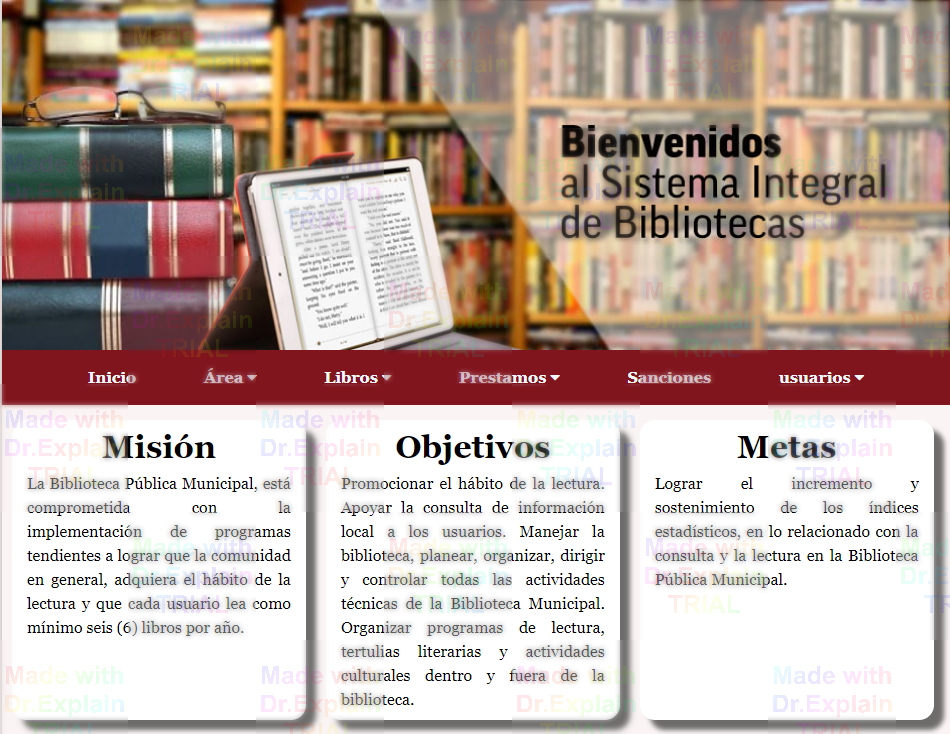 Bienvenidos
al Sistema Integral
de Bibliotecas
Inicio
Área
Libros
Prestamos
Sanciones
usuarios
Misión
La Biblioteca Pública Municipal, está
comprometida con la
implementación de programas
tendientes a lograr que la comunidad
en general, adquiera el hábito de la
lectura y que cada usuario lea como
mínimo seis (6) libros por año.
Objetivos
Promocionar el hábito de la lectura.
Apoyar la consulta de información
local a los usuarios. Manejar la
biblioteca, planear, organizar, dirigir
y controlar todas las actividades
técnicas de la Biblioteca Municipal.
Organizar programas de lectura,
tertulias literarias y actividades
culturales dentro y fuera de la
biblioteca.
Metas
Lograr el incremento y
sostenimiento de los índices
estadísticos, en lo relacionado con la
consulta y la lectura en la Biblioteca
Pública Municipal.
Made with
Dr.Explain
TRIAL